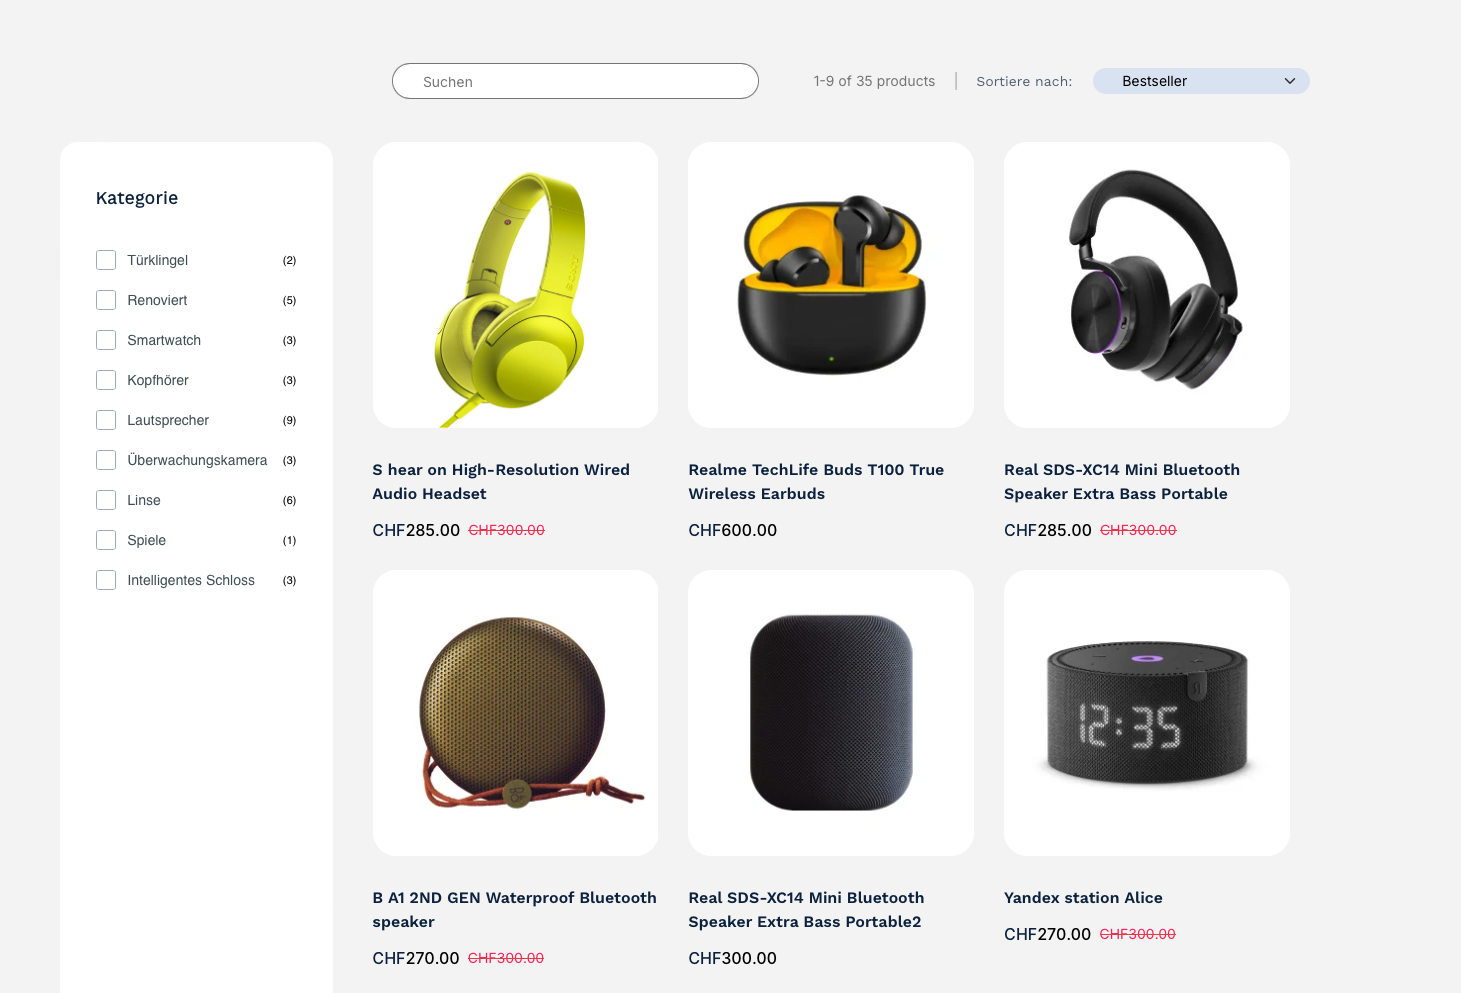 Suchen
1-9 of 35 products
Sortiere nach:
Bestseller
Kategorie
Türklingel (2)
Renoviert (5)
Smartwatch (3)
Kopfhörer (3)
Lautsprecher (9)
Überwachungskamera (3)
Linse (6)
Spiele (1)
Intelligentes Schloss (3)
S hear on High-Resolution Wired
Audio Headset
CHF285.00 CHF300.00
Realme TechLife Buds T100 True
Wireless Earbuds
CHF600.00
Real SDS-XC14 Mini Bluetooth
Speaker Extra Bass Portable
CHF285.00 CHF300.00
12:35
B A1 2ND GEN Waterproof Bluetooth
speaker
CHF270.00 CHF300.00
Real SDS-XC14 Mini Bluetooth
Speaker Extra Bass Portable2
CHF300.00
Yandex station Alice
CHF270.00 CHF300.00